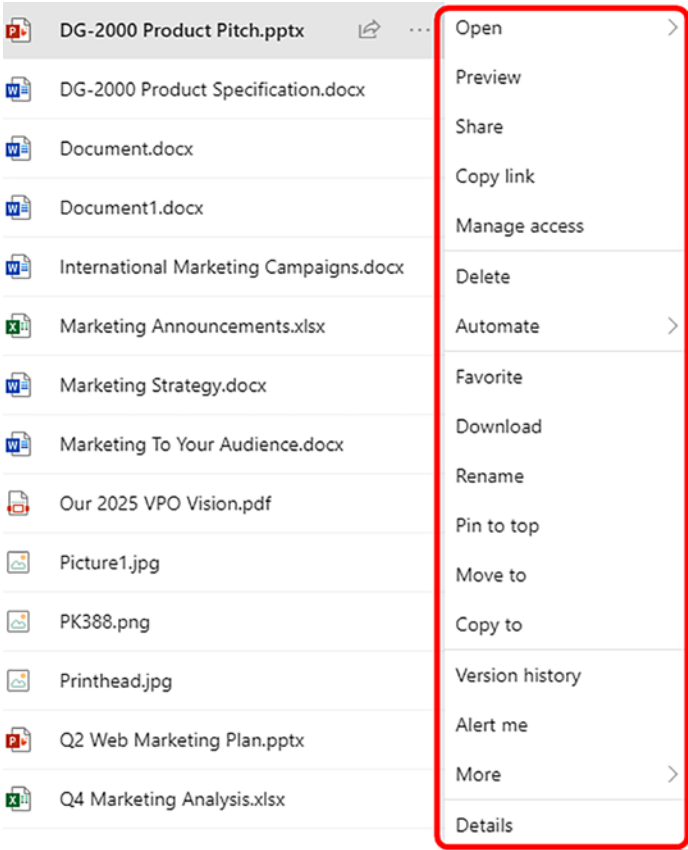 DG-2000 Product Pitch.pptx
DG-2000 Product Specification.docx
Document.docx
Document1.docx
International Marketing Campaigns.docx
Marketing Announcements.xlsx
Marketing Strategy.docx
Marketing To Your Audience.docx
Our 2025 VPO Vision.pdf
Picture1.jpg
PK388.png
Printhead.jpg
Q2 Web Marketing Plan.pptx
Q4 Marketing Analysis.xlsx
Open
Preview
Share
Copy link
Manage access
Delete
Automate
Favorite
Download
Rename
Pin to top
Move to
Copy to
Version history
Alert me
More
Details